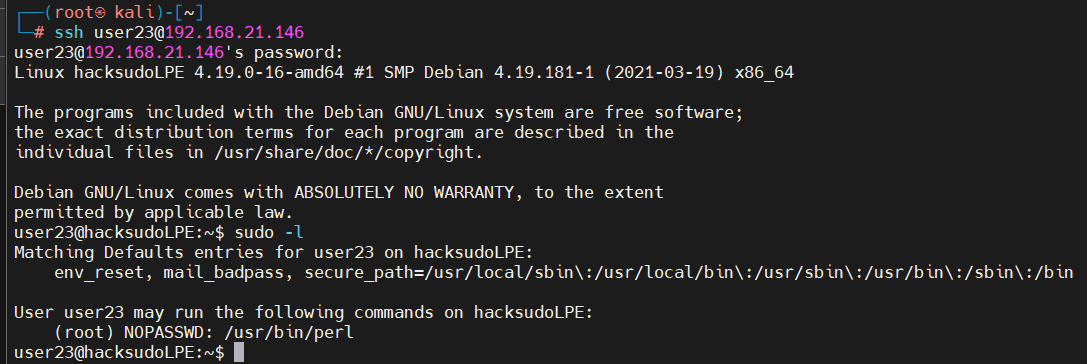 ┌──(root㉿ kali)-[~]
└─# ssh user23@192.168.21.146
user23@192.168.21.146's password:
Linux hacksudoLPE 4.19.0-16-amd64 #1 SMP Debian 4.19.181-1 (2021-03-19) x86_64

The programs included with the Debian GNU/Linux system are free software;
the exact distribution terms for each program are described in the
individual files in /usr/share/doc/*/copyright.

Debian GNU/Linux comes with ABSOLUTELY NO WARRANTY, to the extent
permitted by applicable law.
user23@hacksudoLPE:~$ sudo -l
Matching Defaults entries for user23 on hacksudoLPE:
    env_reset, mail_badpass, secure_path=/usr/local/sbin\:/usr/local/bin\:/usr/sbin\:/usr/bin\:/sbin\:/bin

User user23 may run the following commands on hacksudoLPE:
    (root) NOPASSWD: /usr/bin/perl
user23@hacksudoLPE:~$